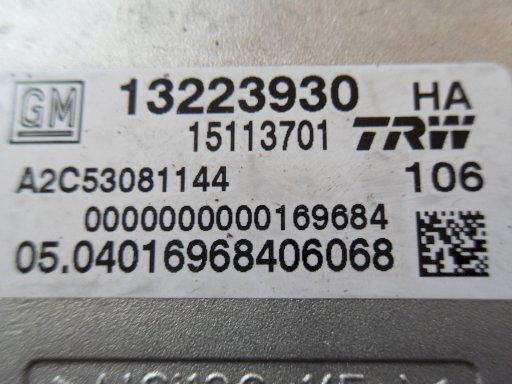 GM 13223930 HA
15113701 TRW
A2C53081144 106
0000000000169684
05.04016968406068